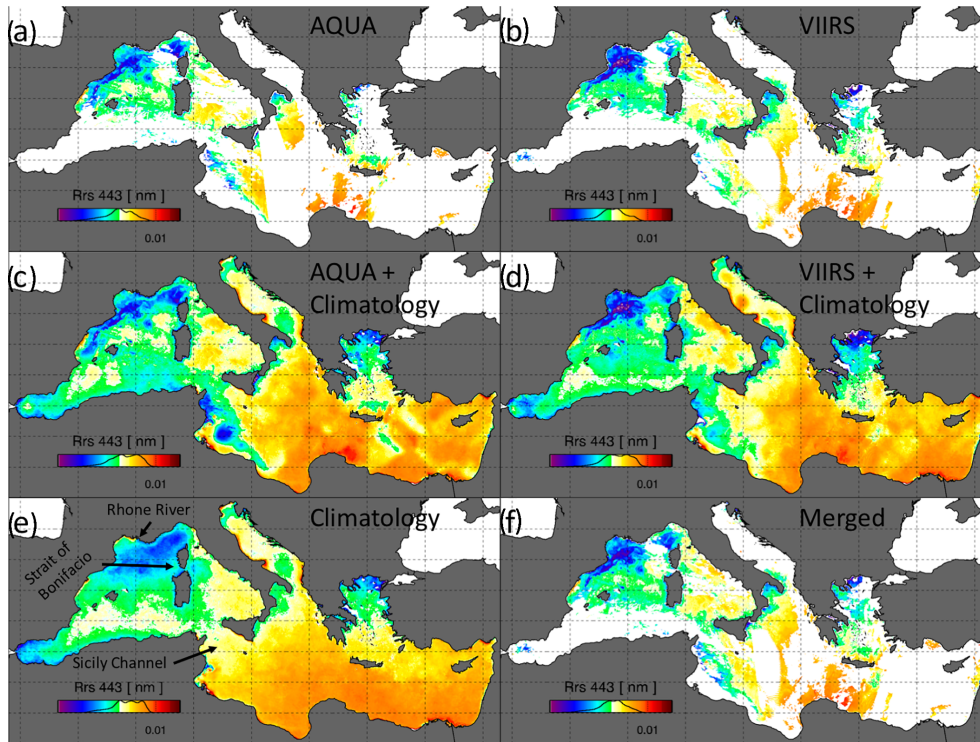 (a)
AQUA
Rrs 443 [ nm ]
0.01
(b)
VIIRS
Rrs 443 [ nm ]
0.01
(c)
AQUA +
Climatology
Rrs 443 [ nm ]
0.01
(d)
VIIRS +
Climatology
Rrs 443 [ nm ]
0.01
(e)
Rhone River
Climatology
Strait of
Bonifacio
Sicily Channel
Rrs 443 [ nm ]
0.01
(f)
Merged
Rrs 443 [ nm ]
0.01